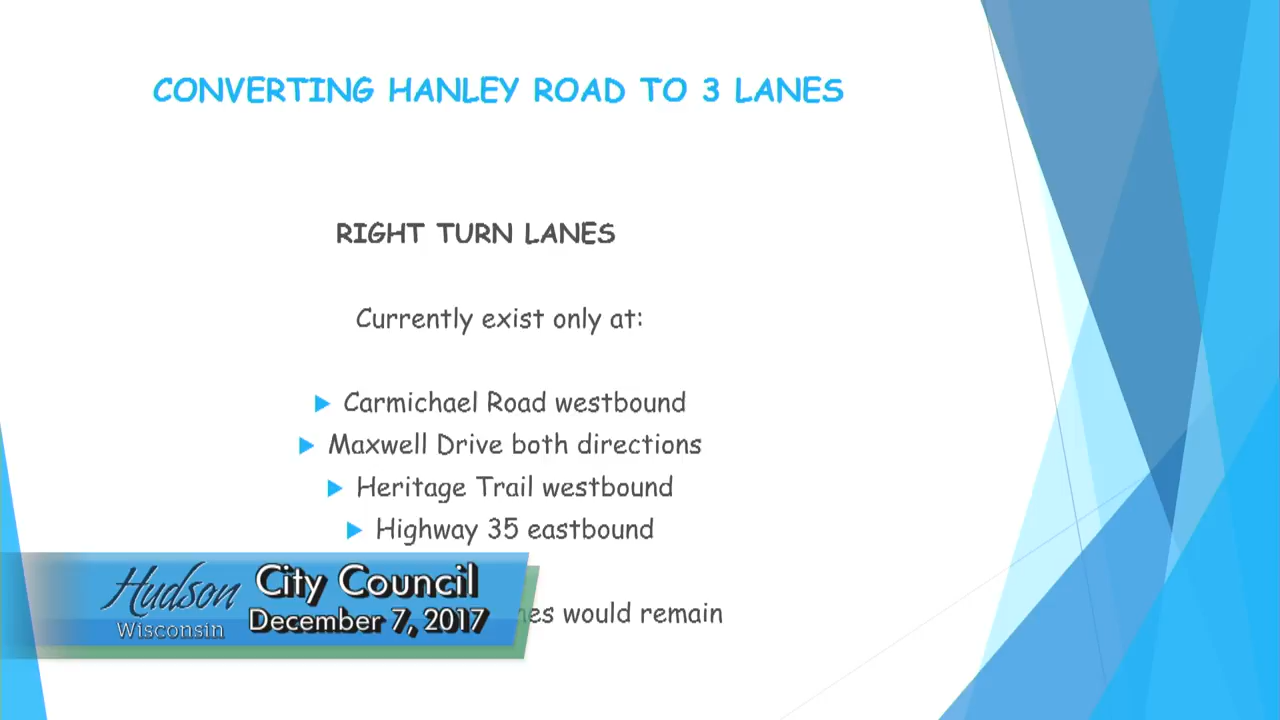 CONVERTING HANLEY ROAD TO 3 LANES
RIGHT TURN LANES
Currently exist only at:
Carmichael Road westbound
Maxwell Drive both directions
Heritage Trail westbound
Highway 35 eastbound
would remain
Hudson
Wisconsin
City Council
December 7, 2017